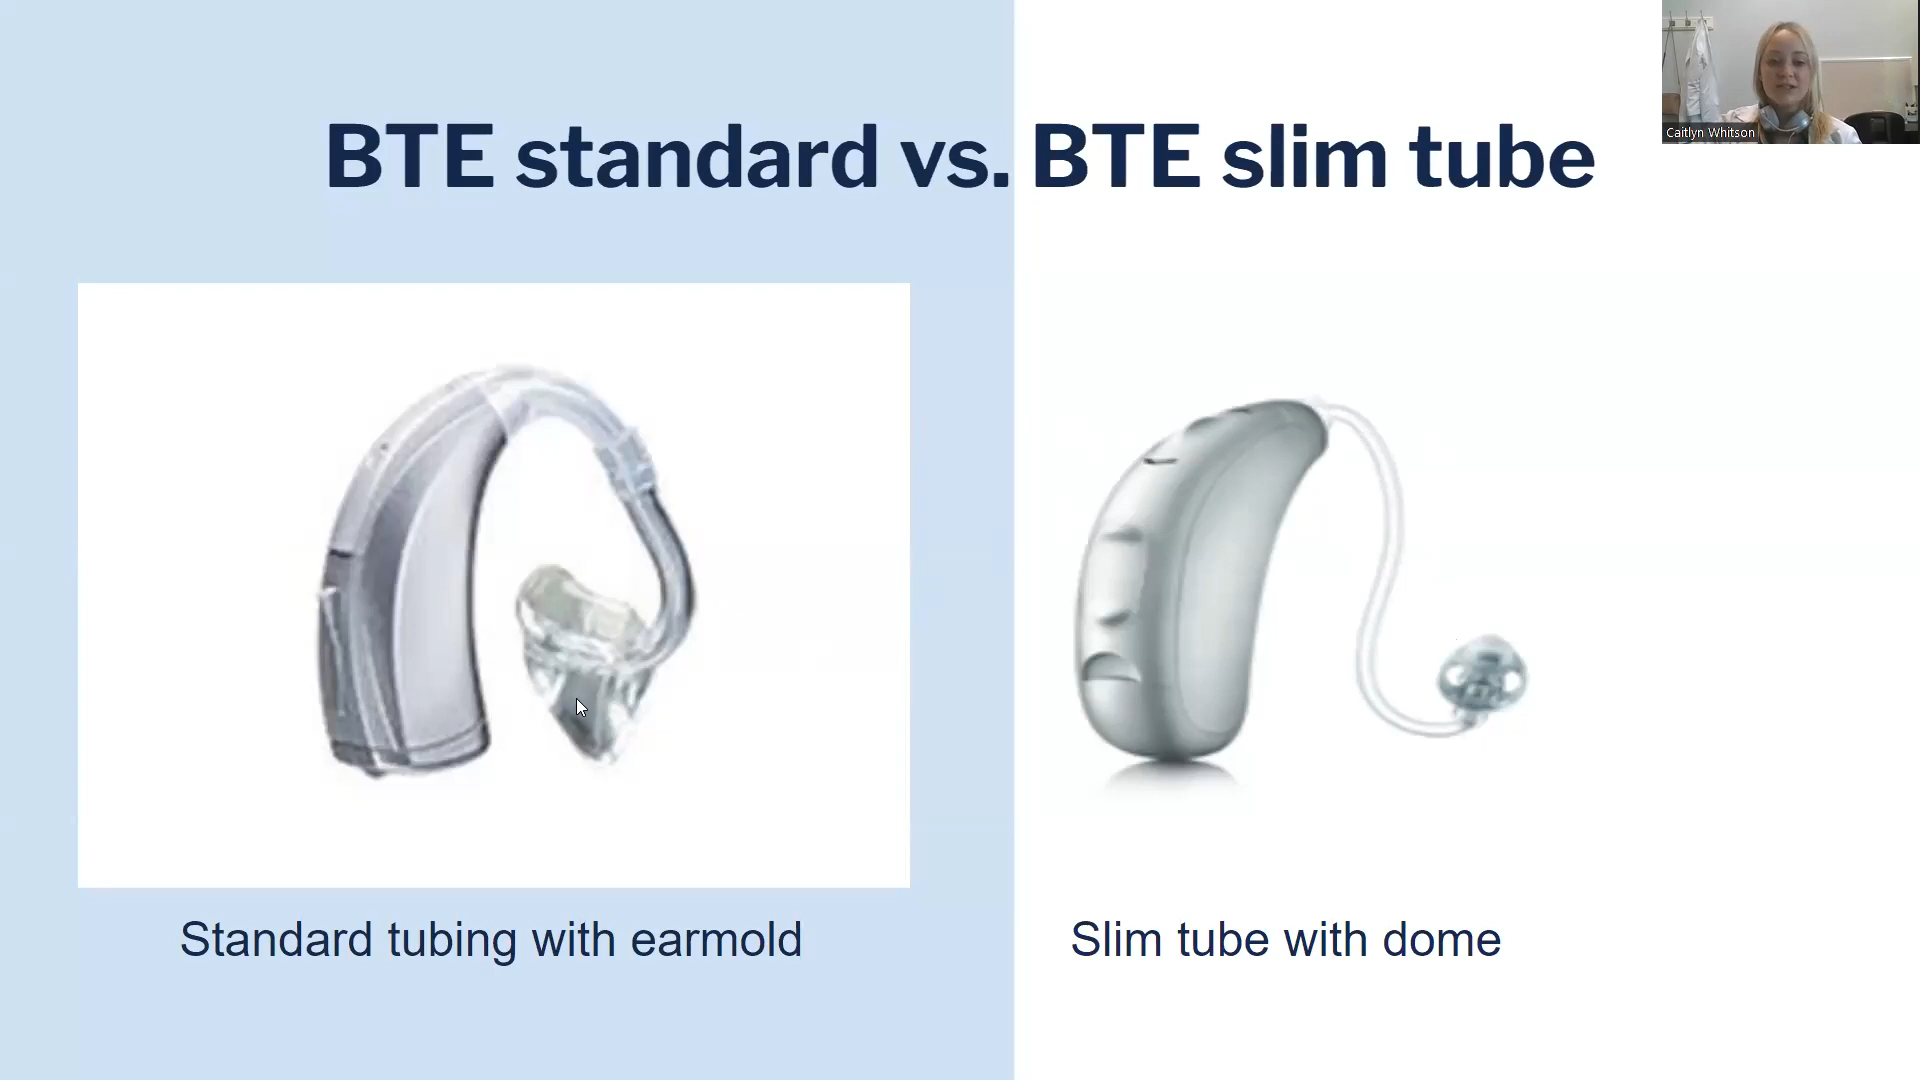 BTE standard vs. BTE slim tube
Caitlyn Whitson
Standard tubing with earmold
Slim tube with dome